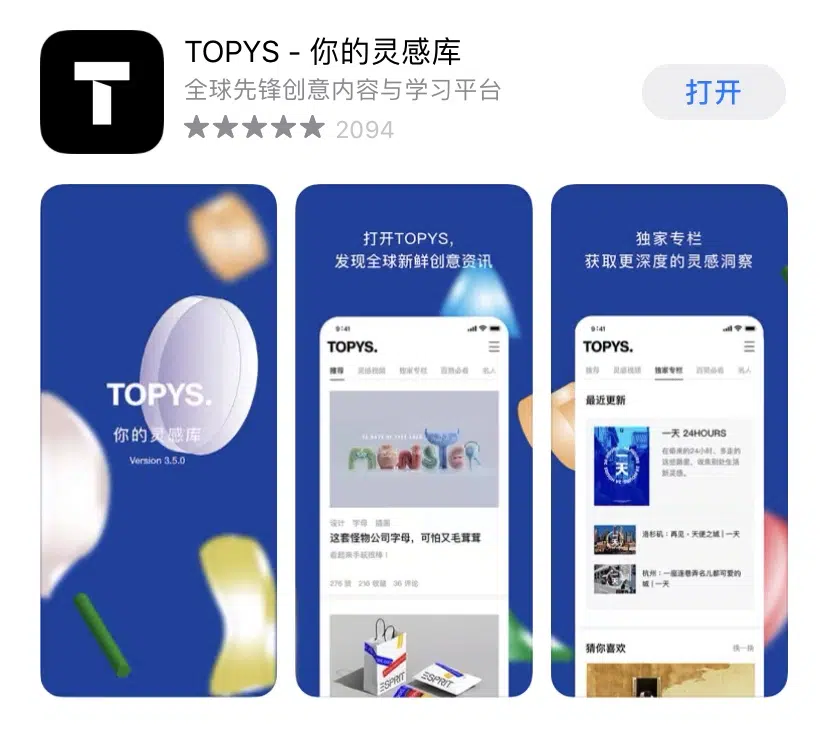 TOPYS - 你的灵感库
全球先锋创意内容与学习平台
2094
打开
TOPYS.
你的灵感库
Version 3.5.0
打开TOPYS,
发现全球新鲜创意资讯
9:41
TOPYS.
推荐 灵感视频 独家专栏 百赞必看 名人
MONSTER
设计 字母 插画
这套怪物公司字母，可怕又毛茸茸
276 赞 216 收藏 36 评论
ESPRIT
ESPRIT
独家专栏
获取更深度的灵感洞察
9:41
TOPYS.
推荐 灵感视频 独家专栏 百赞必看 名人
最近更新
一天
一天 24HOURS
洛杉矶：再见，天使之城 | 一天
杭州：一座连巷弄名儿都可爱的
城 | 一天
猜你喜欢
换一换